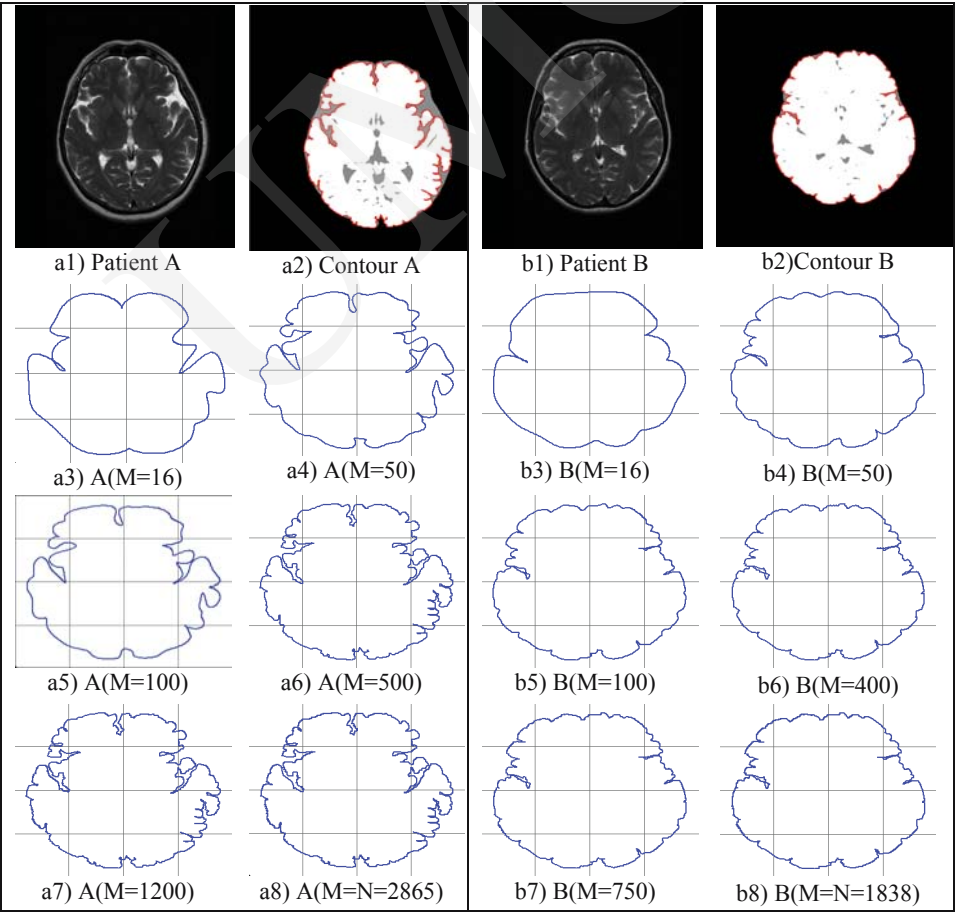 a1) Patient A
a2) Contour A
b1) Patient B
b2)Contour B
a3) A(M=16)
a4) A(M=50)
b3) B(M=16)
b4) B(M=50)
a5) A(M=100)
a6) A(M=500)
b5) B(M=100)
b6) B(M=400)
a7) A(M=1200)
a8) A(M=N=2865)
b7) B(M=750)
b8) B(M=N=1838)